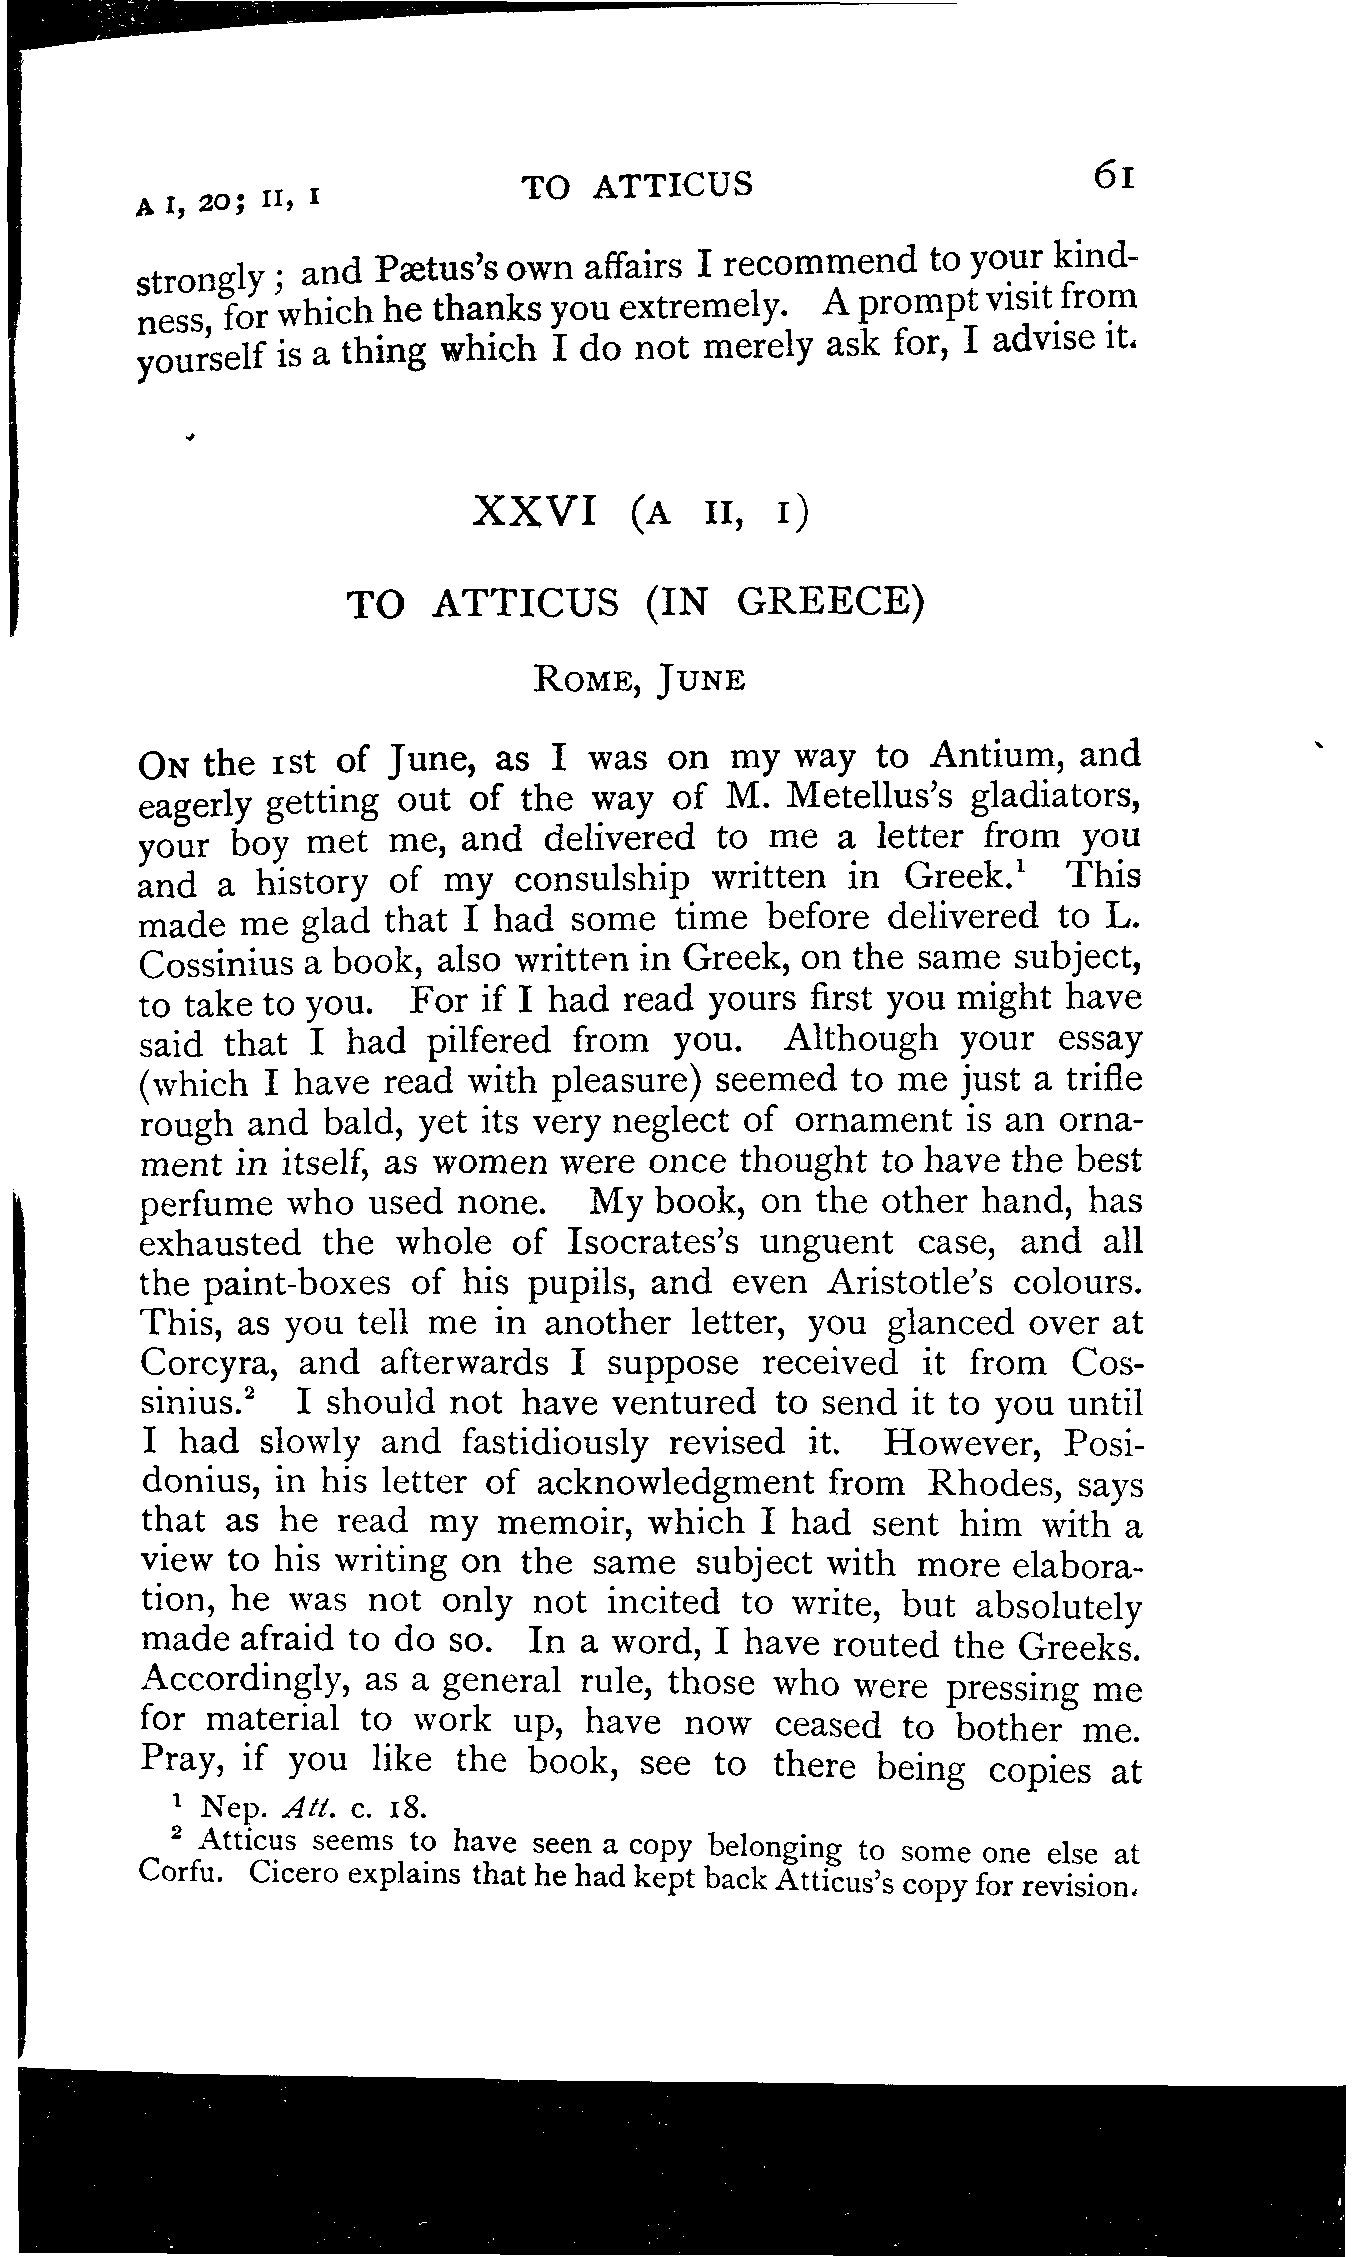 A I, 20; II, I TO ATTICUS 61
strongly; and Pætus's own affairs I recommend to your kind-
ness, for which he thanks you extremely. A prompt visit from
yourself is a thing which I do not merely ask for, I advise it.
XXVI (A II, I)
TO ATTICUS (IN GREECE)
ROME, JUNE
ON the 1st of June, as I was on my way to Antium, and
eagerly getting out of the way of M. Metellus's gladiators,
your boy met me, and delivered to me a letter from you
and a history of my consulship written in Greek.¹ This
made me glad that I had some time before delivered to L.
Cossinius a book, also written in Greek, on the same subject,
to take to you. For if I had read yours first you might have
said that I had pilfered from you. Although your essay
(which I have read with pleasure) seemed to me just a trifle
rough and bald, yet its very neglect of ornament is an orna-
ment in itself, as women were once thought to have the best
perfume who used none. My book, on the other hand, has
exhausted the whole of Isocrates's unguent case, and all
the paint-boxes of his pupils, and even Aristotle's colours.
This, as you tell me in another letter, you glanced over at
Corcyra, and afterwards I suppose received it from Cos-
sinius.² I should not have ventured to send it to you until
I had slowly and fastidiously revised it. However, Posi-
donius, in his letter of acknowledgment from Rhodes, says
that as he read my memoir, which I had sent him with a
view to his writing on the same subject with more elabora-
tion, he was not only not incited to write, but absolutely
made afraid to do so. In a word, I have routed the Greeks.
Accordingly, as a general rule, those who were pressing me
for material to work up, have now ceased to bother me.
Pray, if you like the book, see to there being copies at
¹ Nep. Att. c. 18.
² Atticus seems to have seen a copy belonging to some one else at
Corfu. Cicero explains that he had kept back Atticus's copy for revision.